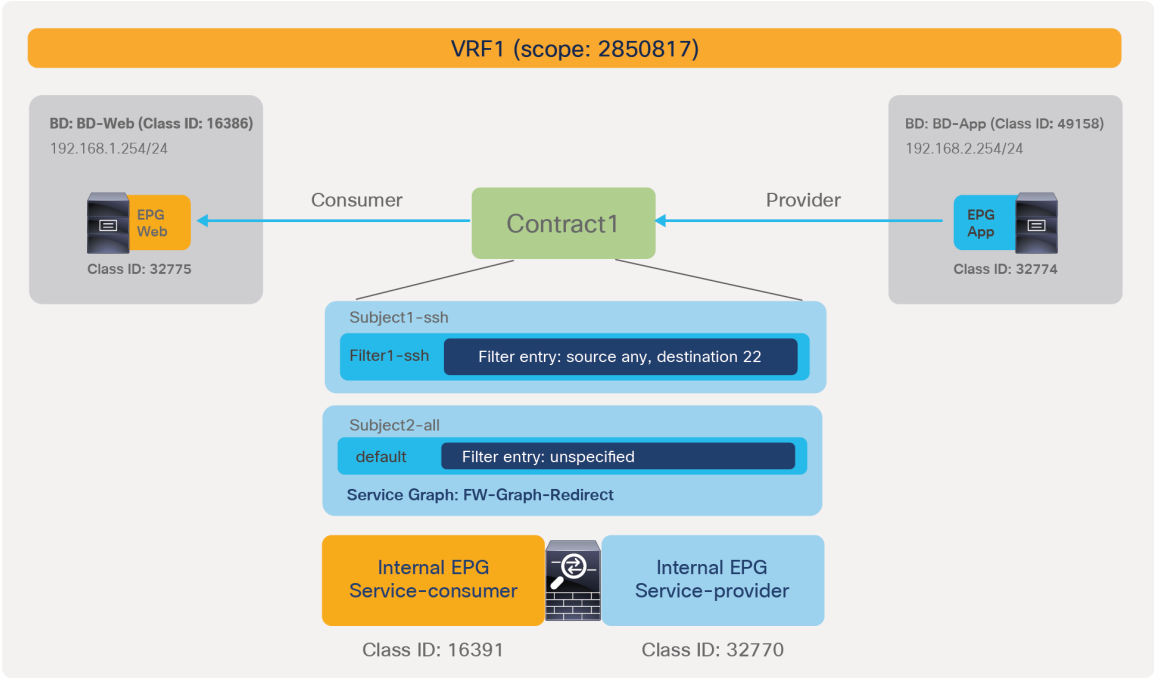 VRF1 (scope: 2850817)
BD: BD-Web (Class ID: 16386)
192.168.1.254/24
EPG
Web
Class ID: 32775
Consumer
Contract1
Provider
BD: BD-App (Class ID: 49158)
192.168.2.254/24
EPG
App
Class ID: 32774
Subject1-ssh
Filter1-ssh
Filter entry: source any, destination 22
Subject2-all
default
Filter entry: unspecified
Service Graph: FW-Graph-Redirect
Internal EPG
Service-consumer
Internal EPG
Service-provider
Class ID: 16391
Class ID: 32770